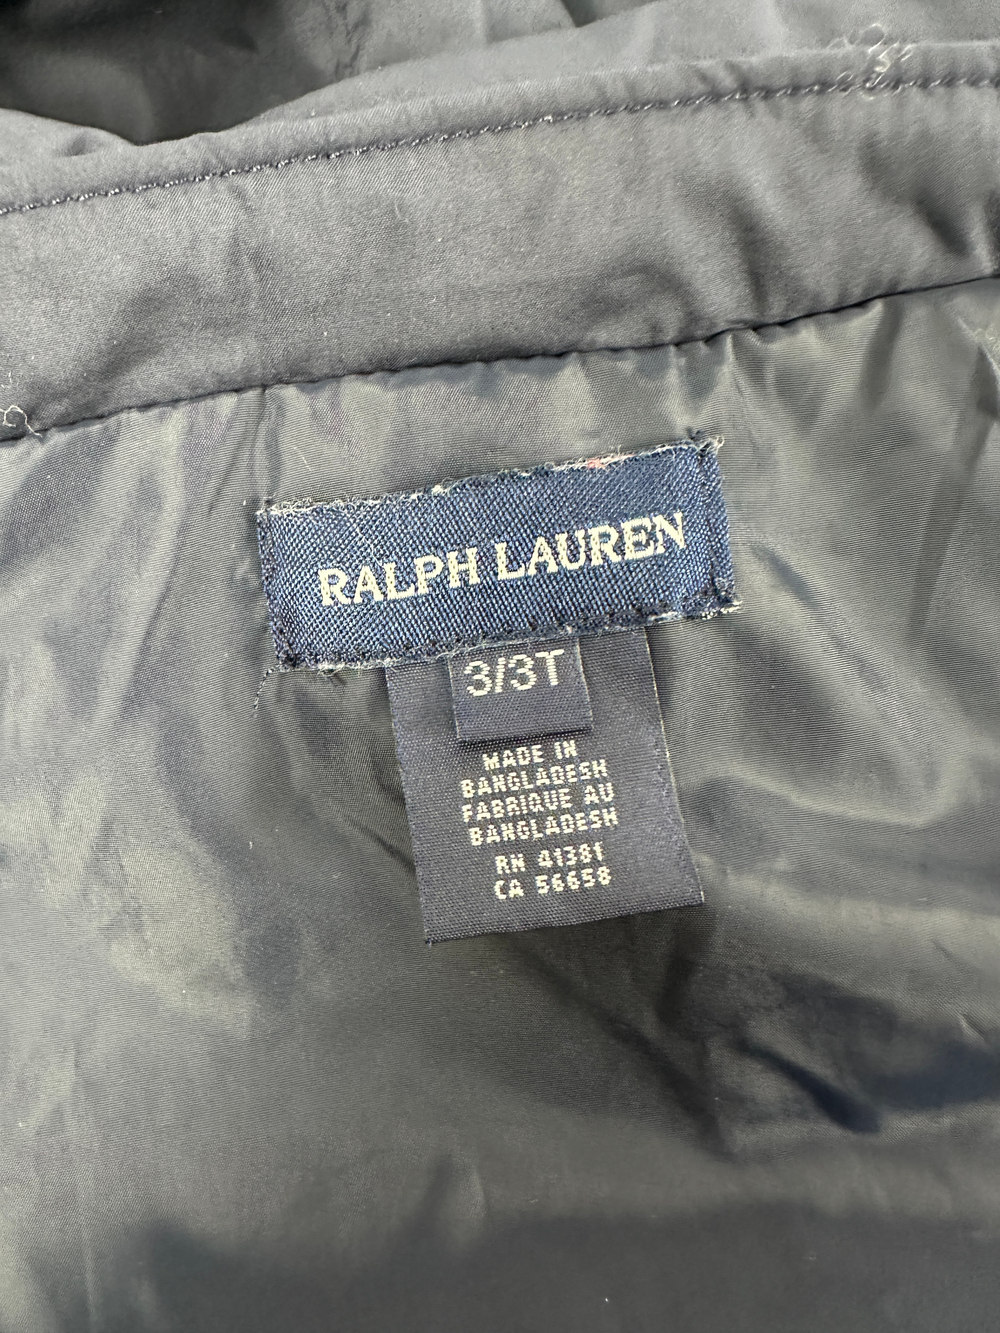 RALPH LAUREN
3/3T
MADE IN
BANGLADESH
FABRIQUE AU
BANGLADESH
RN 41381
CA 56658